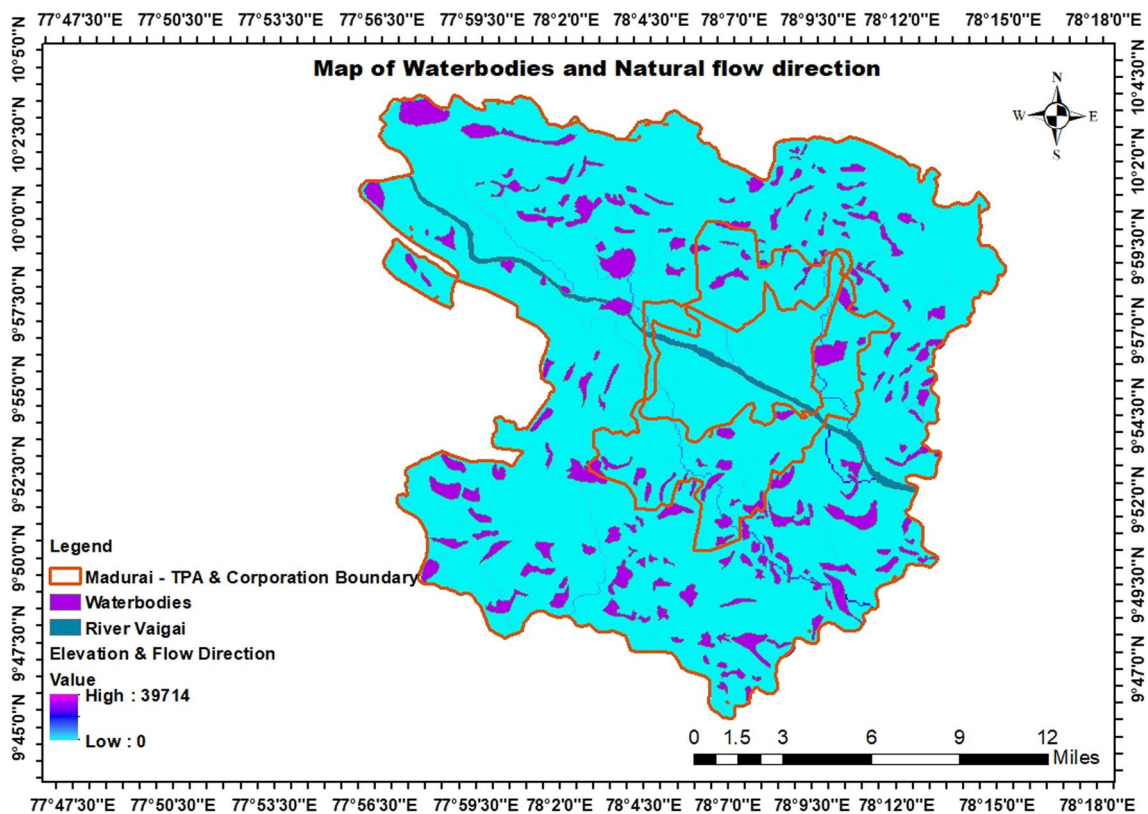 77°47'30"E 77°50'30"E 77°53'30"E 77°56'30"E 77°59'30"E 78°2'0"E 78°4'30"E 78°7'0"E 78°9'30"E 78°12'0"E 78°15'0"E 78°18'0"E
Map of Waterbodies and Natural flow direction
N
W E
S
10°5'0"N
10°2'30"N
10°0'0"N
9°57'30"N
9°55'0"N
9°52'30"N
9°50'0"N
9°47'30"N
9°45'0"N
10°4'30"N
10°2'0"N
9°59'30"N
9°57'0"N
9°54'30"N
9°52'0"N
9°49'30"N
9°47'0"N
Legend
Madurai - TPA & Corporation Boundary
Waterbodies
River Vaigai
Elevation & Flow Direction
Value
High : 39714
Low : 0
0 1.5 3 6 9 12
Miles
77°47'30"E 77°50'30"E 77°53'30"E 77°56'30"E 77°59'30"E 78°2'0"E 78°4'30"E 78°7'0"E 78°9'30"E 78°12'0"E 78°15'0"E 78°18'0"E